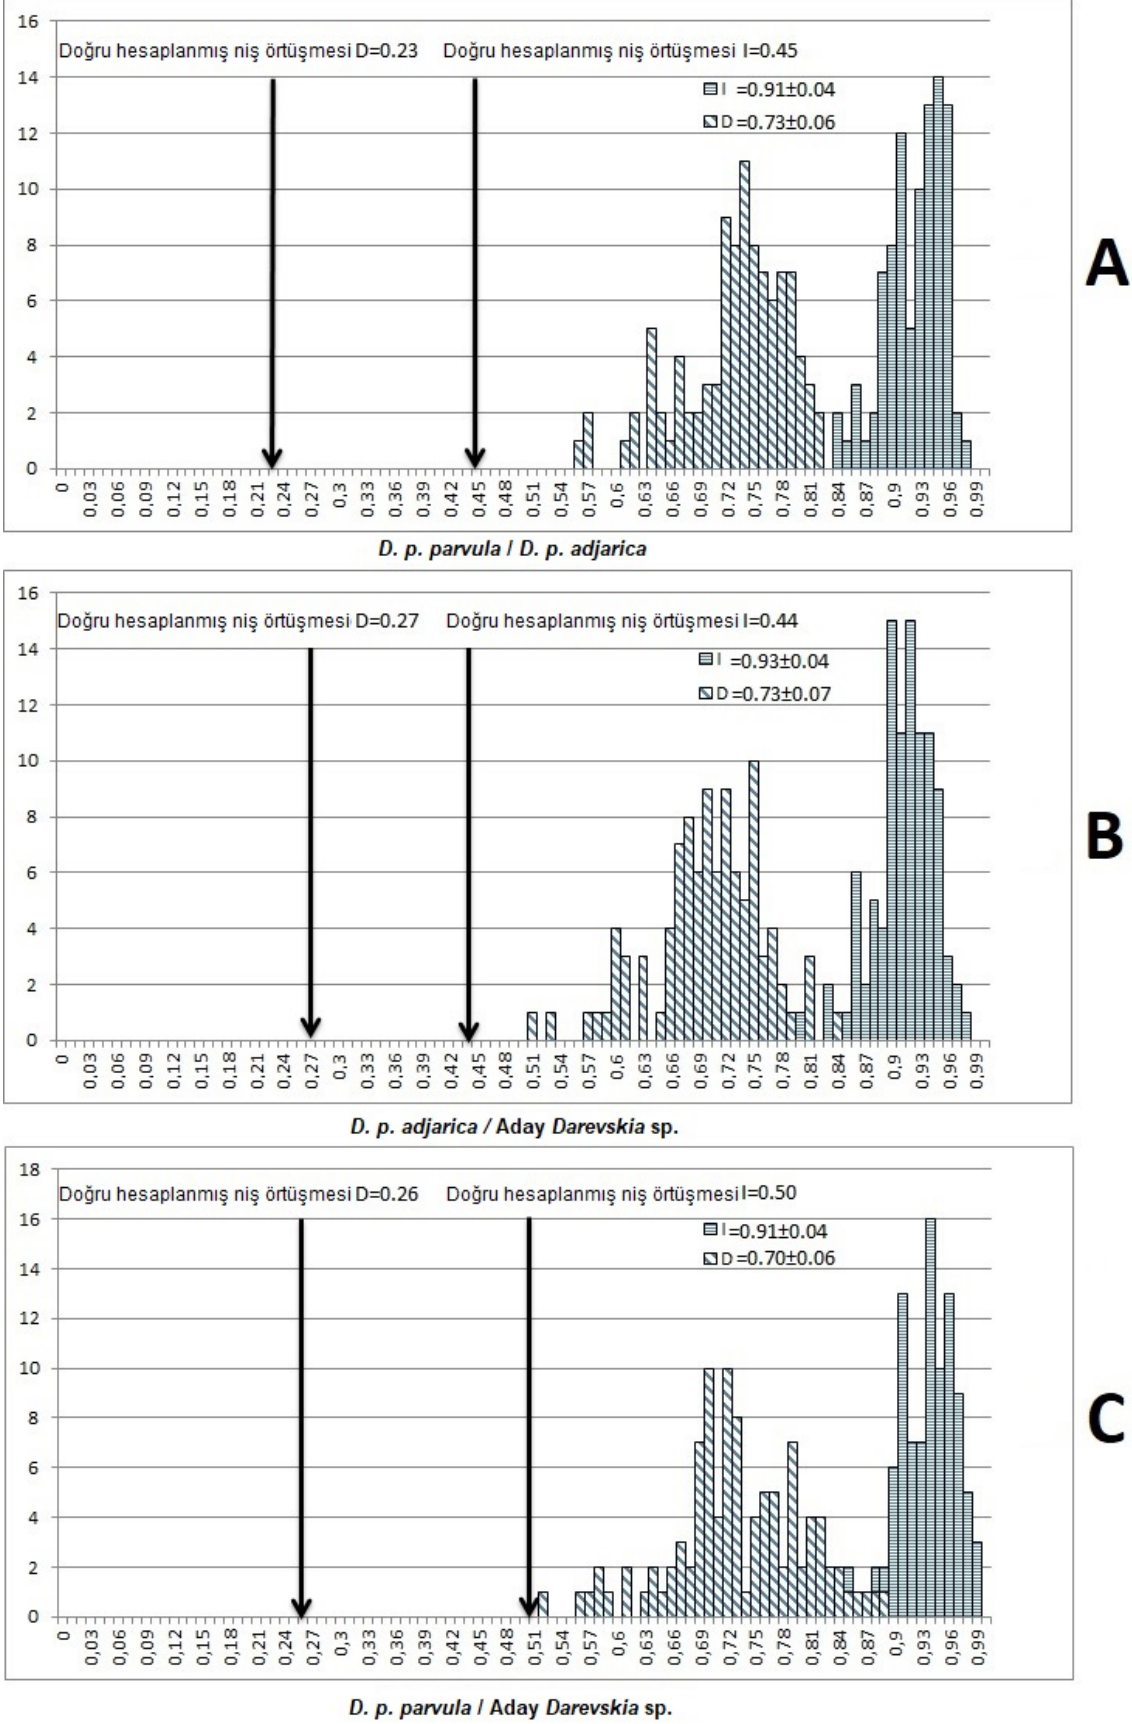 16
Doğru hesaplanmış niş örtüşmesi D=0.23 Doğru hesaplanmış niş örtüşmesi I=0.45
14
I =0.91±0.04
D =0.73±0.06
12
10
8
6
4
2
0
0 0,03 0,06 0,09 0,12 0,15 0,18 0,21 0,24 0,27 0,3 0,33 0,36 0,39 0,42 0,45 0,48 0,51 0,54 0,57 0,6 0,63 0,66 0,69 0,72 0,75 0,78 0,81 0,84 0,87 0,9 0,93 0,96 0,99
A
D. p. parvula / D. p. adjarica
16
Doğru hesaplanmış niş örtüşmesi D=0.27 Doğru hesaplanmış niş örtüşmesi I=0.44
14
I =0.93±0.04
D =0.73±0.07
12
10
8
6
4
2
0
0 0,03 0,06 0,09 0,12 0,15 0,18 0,21 0,24 0,27 0,3 0,33 0,36 0,39 0,42 0,45 0,48 0,51 0,54 0,57 0,6 0,63 0,66 0,69 0,72 0,75 0,78 0,81 0,84 0,87 0,9 0,93 0,96 0,99
B
D. p. adjarica / Aday Darevskia sp.
18
Doğru hesaplanmış niş örtüşmesi D=0.26 Doğru hesaplanmış niş örtüşmesi I=0.50
16
I =0.91±0.04
D =0.70±0.06
14
12
10
8
6
4
2
0
0 0,03 0,06 0,09 0,12 0,15 0,18 0,21 0,24 0,27 0,3 0,33 0,36 0,39 0,42 0,45 0,48 0,51 0,54 0,57 0,6 0,63 0,66 0,69 0,72 0,75 0,78 0,81 0,84 0,87 0,9 0,93 0,96 0,99
C
D. p. parvula / Aday Darevskia sp.